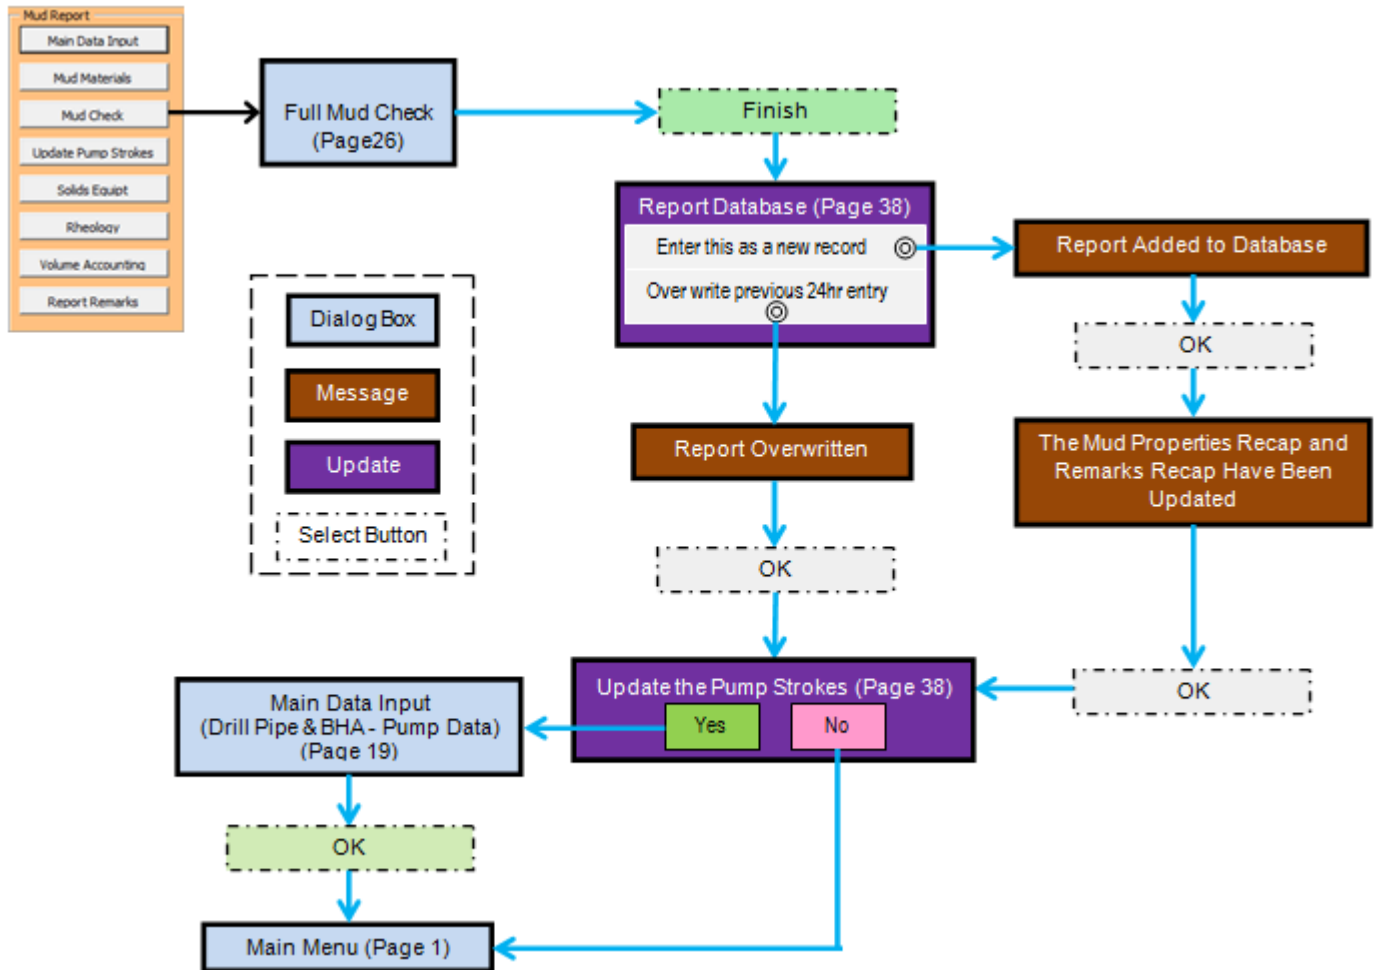 Mud Report
Main Data Input
Mud Materials
Mud Check
Update Pump Strokes
Solids Equipt
Rheology
Volume Accounting
Report Remarks
Full Mud Check
(Page26)
Finish
Report Database (Page 38)
Enter this as a new record
Over write previous 24hr entry
Report Added to Database
OK
The Mud Properties Recap and
Remarks Recap Have Been
Updated
OK
Dialog Box
Message
Update
Select Button
Report Overwritten
OK
Update the Pump Strokes (Page 38)
Yes
No
Main Data Input
(Drill Pipe & BHA - Pump Data)
(Page 19)
OK
Main Menu (Page 1)